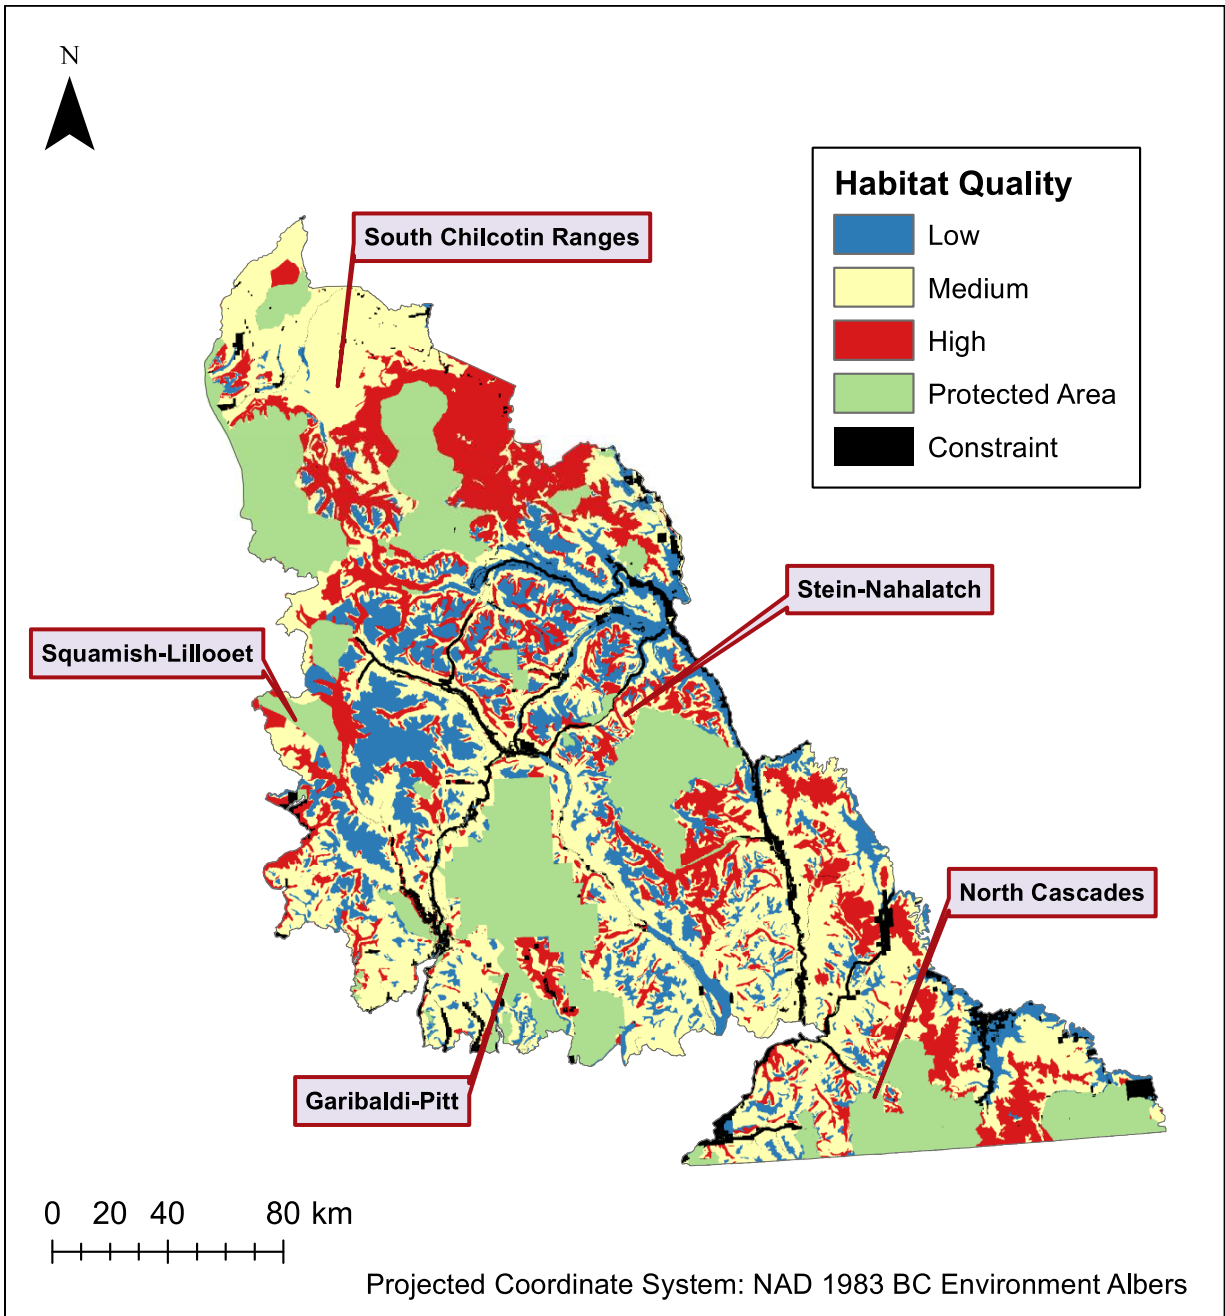 N
Habitat Quality
Low
Medium
High
Protected Area
Constraint
South Chilcotin Ranges
Stein-Nahalatch
Squamish-Lillooet
North Cascades
Garibaldi-Pitt
0 20 40 80 km
Projected Coordinate System: NAD 1983 BC Environment Albers